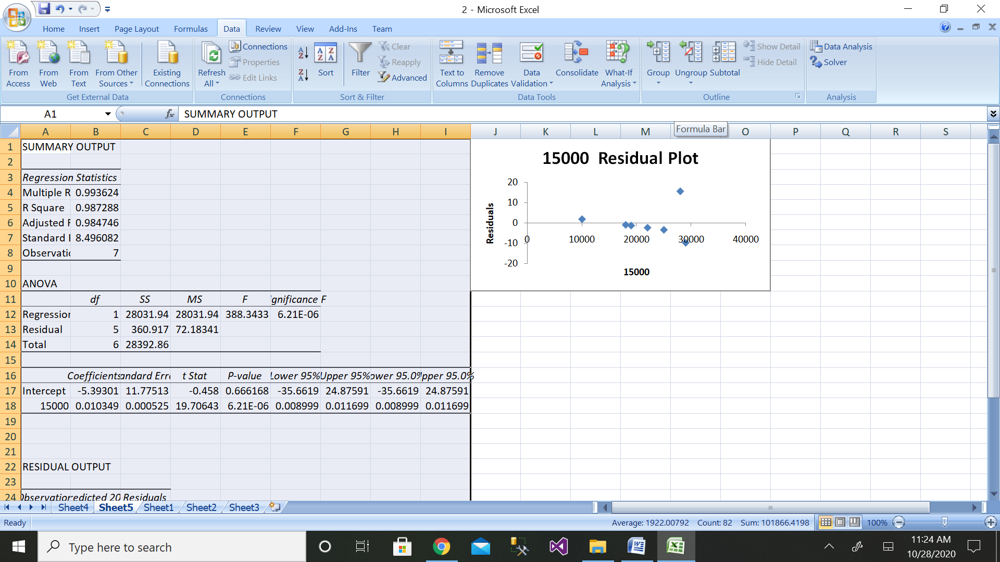 2 - Microsoft Excel
Home Insert Page Layout Formulas Data Review View Add-Ins Team
From Access
From Web
From Text
From Other Sources
Existing Connections
Get External Data
Refresh All
Connections
Properties
Edit Links
Connections
Sort
Filter
Clear
Reapply
Advanced
Sort & Filter
Text to Columns
Remove Duplicates
Data Validation
Consolidate
What-If Analysis
Data Tools
Group
Ungroup
Subtotal
Show Detail
Hide Detail
Outline
Data Analysis
Solver
Analysis
A1 fx SUMMARY OUTPUT
Formula Bar
A B C D E F G H I J K L M O P Q R S
1 SUMMARY OUTPUT
2
3 Regression Statistics
4 Multiple R 0.993624
5 R Square 0.987288
6 Adjusted R 0.984746
7 Standard E 8.496082
8 Observatio 7
9
10 ANOVA
11 df SS MS F gnificance F
12 Regression 1 28031.94 28031.94 388.3433 6.21E-06
13 Residual 5 360.917 72.18341
14 Total 6 28392.86
15
16 Coefficients andard Erro t Stat P-value Lower 95% Upper 95% ower 95.0% pper 95.0%
17 Intercept -5.39301 11.77513 -0.458 0.666168 -35.6619 24.87591 -35.6619 24.87591
18 15000 0.010349 0.000525 19.70643 6.21E-06 0.008999 0.011699 0.008999 0.011699
19
20
21
22 RESIDUAL OUTPUT
23
24 Observation redicted 20 Residuals
15000 Residual Plot
20
10
0
-10
-20
Residuals
0 10000 20000 30000 40000
15000
Sheet4 Sheet5 Sheet1 Sheet2 Sheet3
Ready Average: 1922.00792 Count: 82 Sum: 101866.4198 100%
Type here to search
11:24 AM
10/28/2020